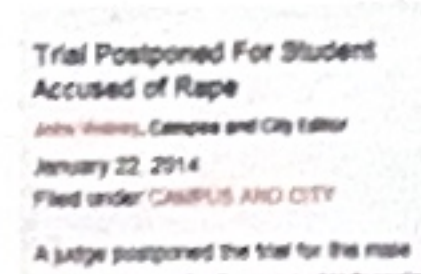 Trial Postponed For Student
Accused of Rape
Campus and City Editor
January 22, 2014
Filed under CAMPUS AND CITY
A judge postponed the trial for the